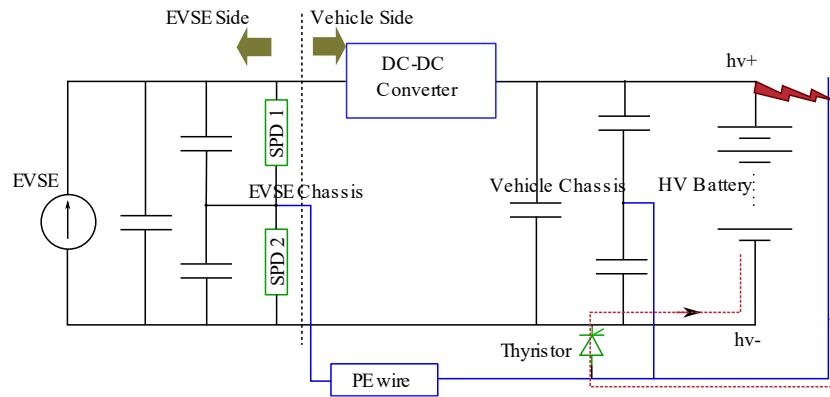 EVSE Side
Vehicle Side
DC-DC
Converter
hv+
SPD 1
EVSE
EVSE Chassis
Vehicle Chassis
HV Battery
SPD 2
Thyristor
hv-
PE wire